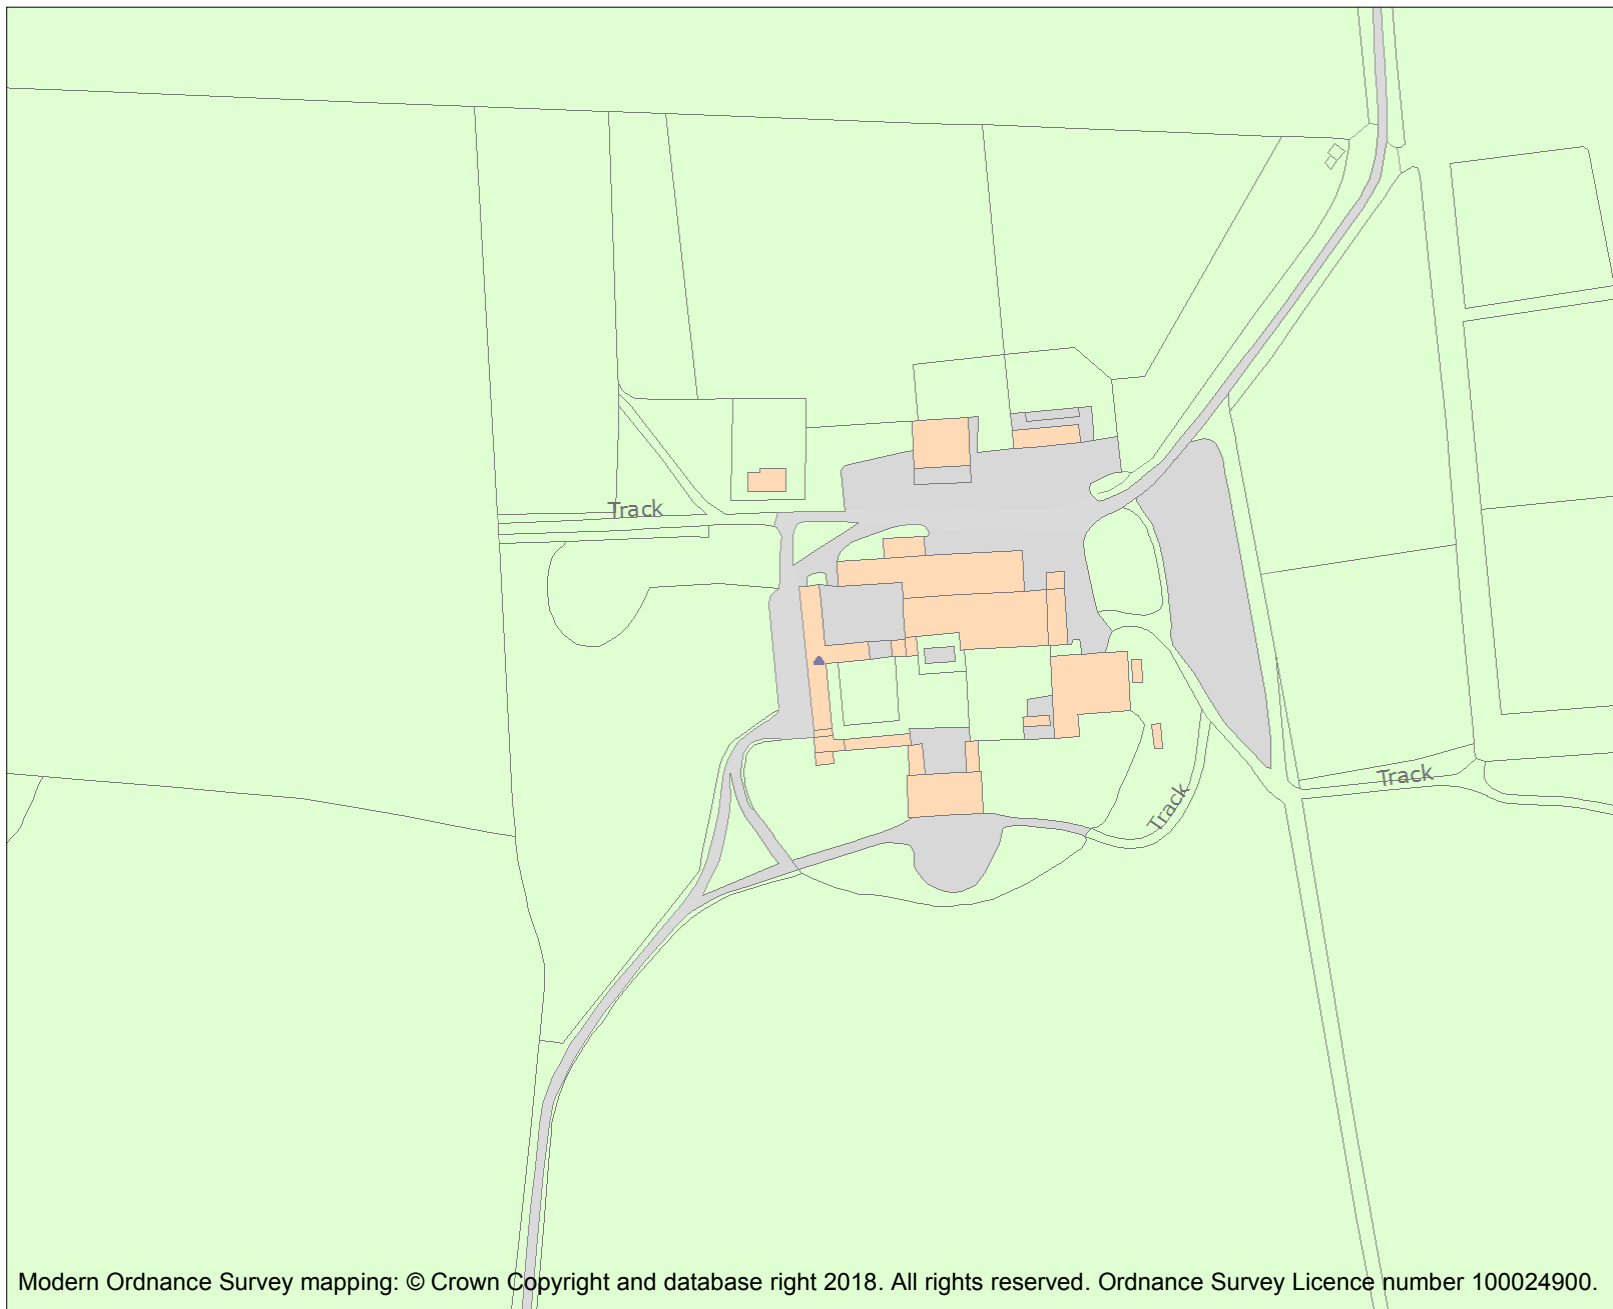 Track
Track
Track
Modern Ordnance Survey mapping: © Crown Copyright and database right 2018. All rights reserved. Ordnance Survey Licence number 100024900.